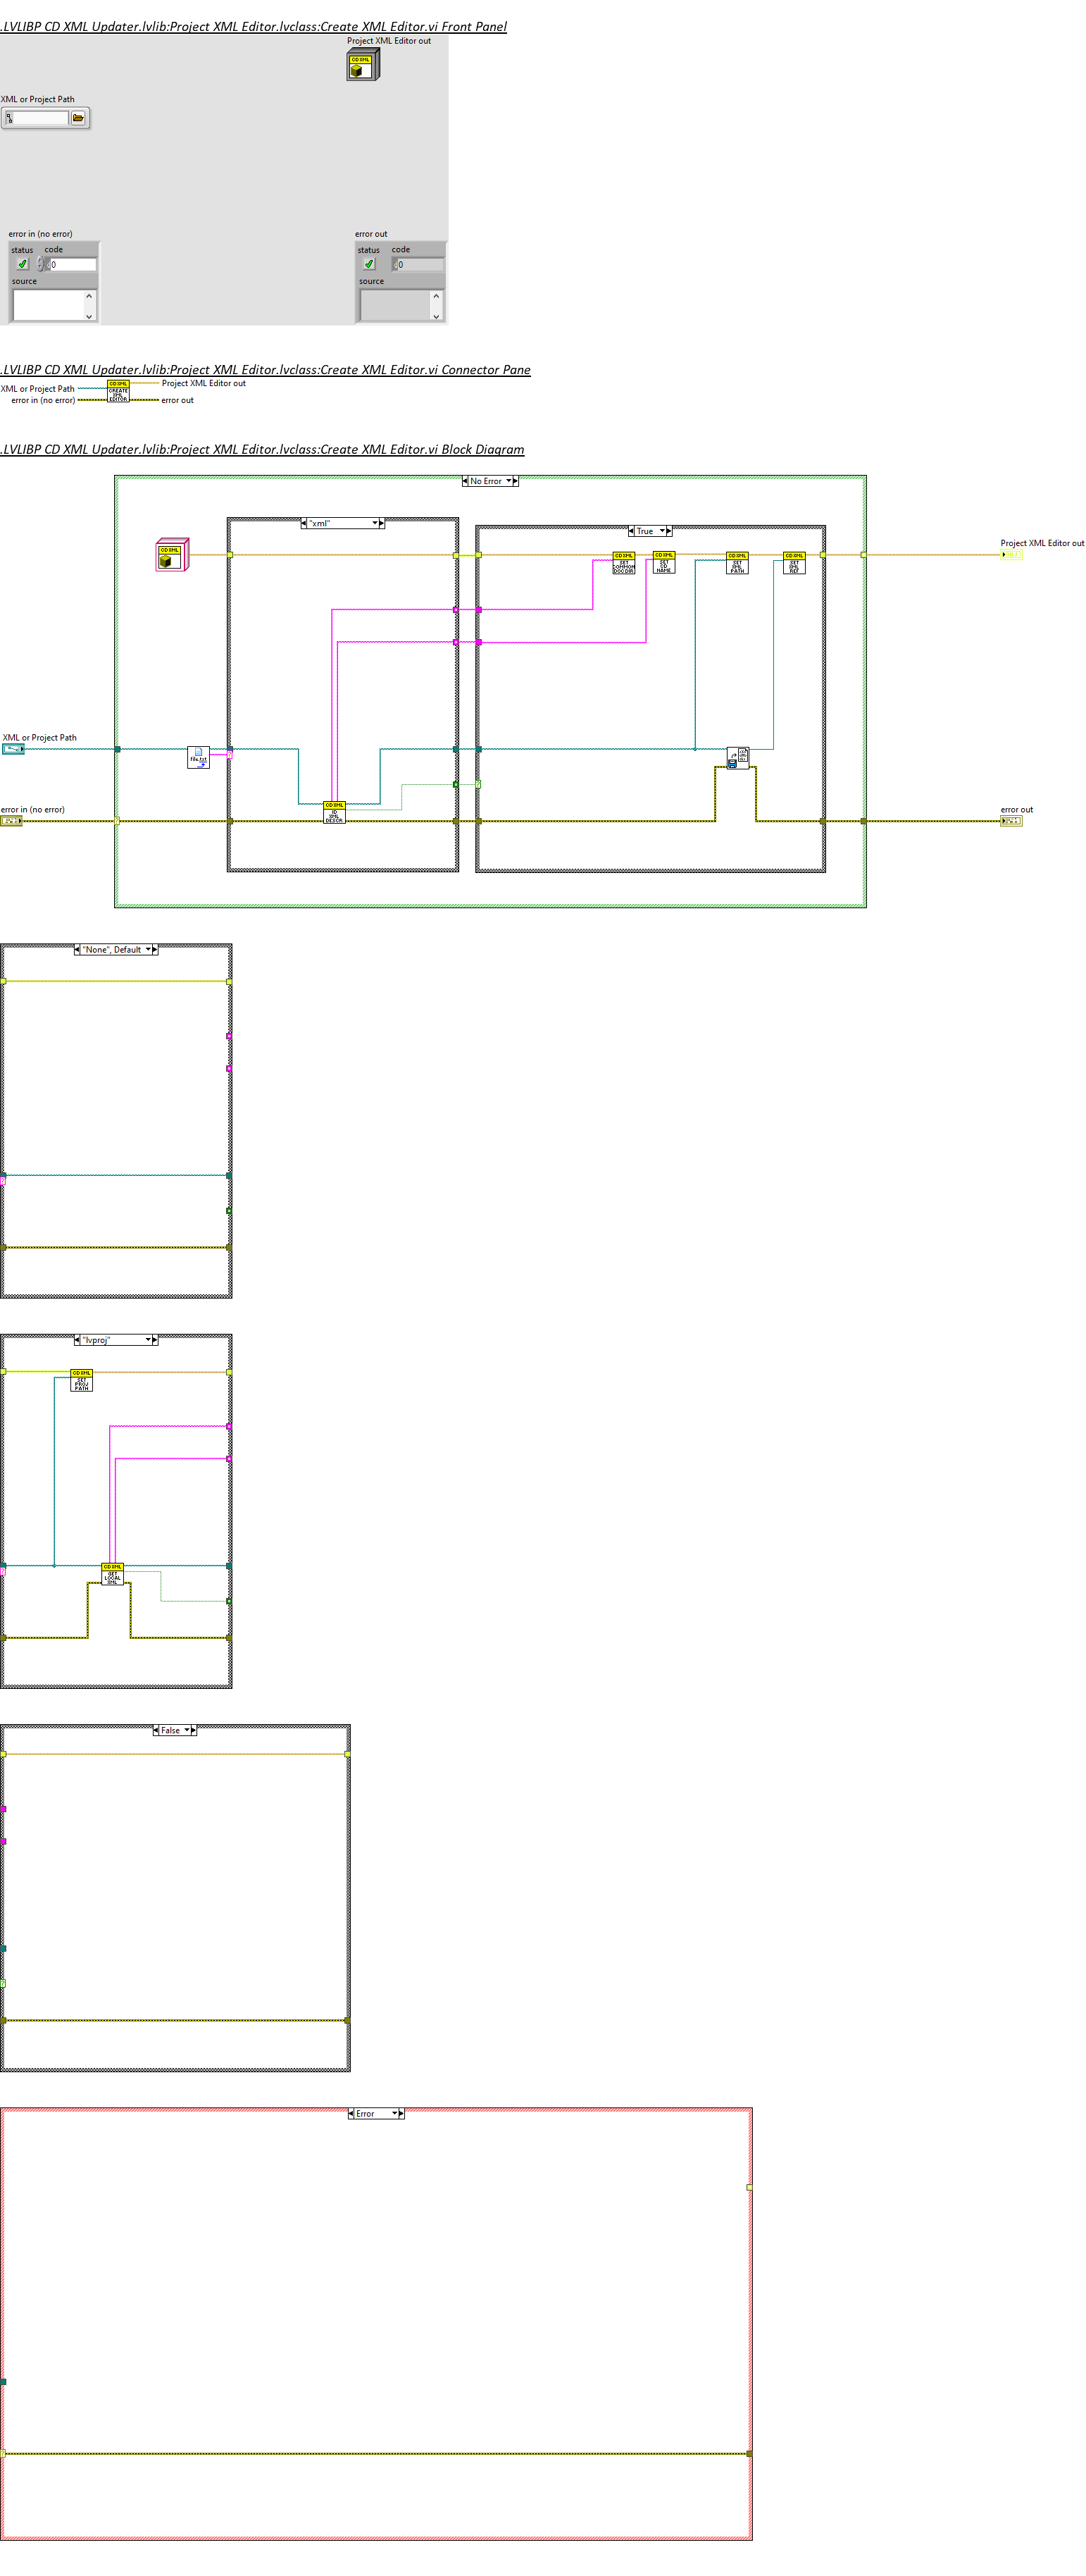 .LVLIBP CD XML Updater.lvlib:Project XML Editor.lvclass:Create XML Editor.vi Front Panel
Project XML Editor out
CD XML
XML or Project Path
error in (no error)
error out
status code
0
source
status code
0
source
.LVLIBP CD XML Updater.lvlib:Project XML Editor.lvclass:Create XML Editor.vi Connector Pane
XML or Project Path
error in (no error)
CD XML
CREATE
XML
EDITOR
Project XML Editor out
error out
.LVLIBP CD XML Updater.lvlib:Project XML Editor.lvclass:Create XML Editor.vi Block Diagram
No Error
"xml"
True
CD XML
CD XML
SET
COMMON
DOC DIR
CD XML
SET
CD
NAME
CD XML
SET
XML
PATH
CD XML
SET
XML
REF
Project XML Editor out
XML or Project Path
file.txt
CD XML
ID
XML
DESCR
error in (no error)
error out
"None", Default
"lvproj"
CD XML
SET
PROJ
PATH
CD XML
GET
LOCAL
XML
False
Error